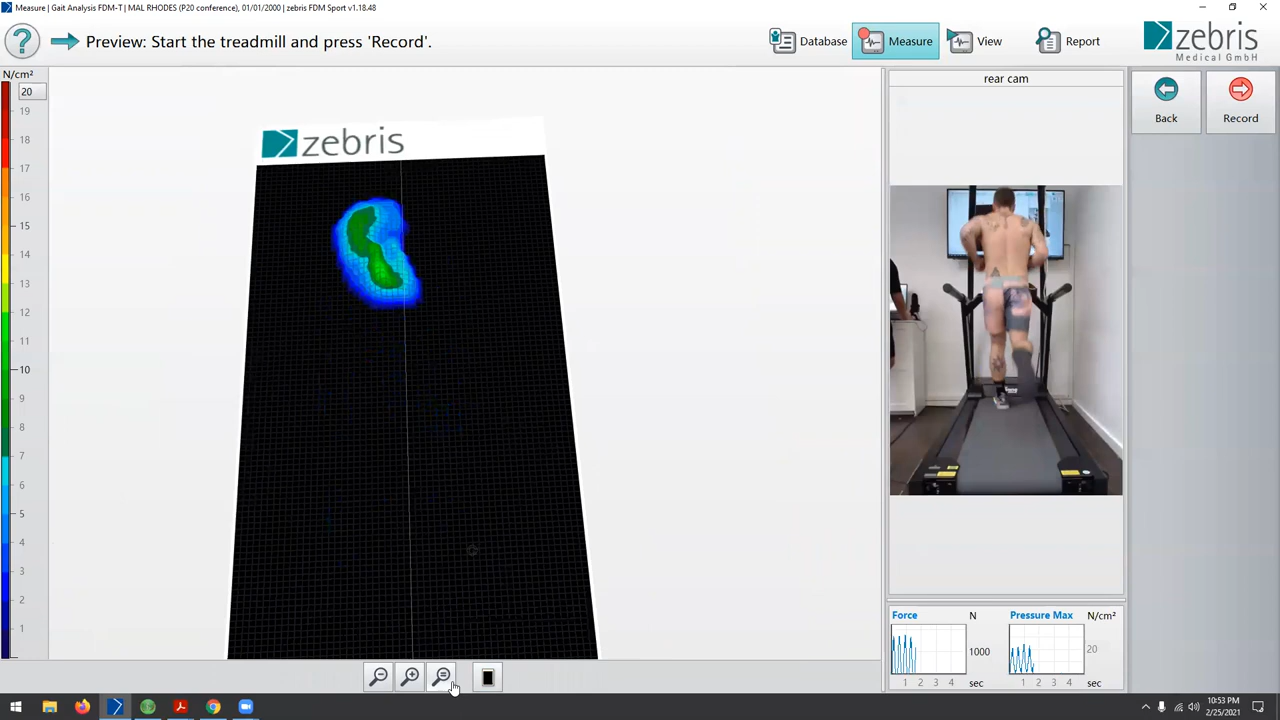 Measure | Gait Analysis FDM-T | MAL RHODES (P20 conference), 01/01/2000 | zebris FDM Sport v1.18.48
? Preview: Start the treadmill and press 'Record'.
Database
Measure
View
Report
zebris
Medical GmbH
N/cm²
20
19
18
17
16
15
14
13
12
11
10
9
8
7
6
5
4
3
2
1
zebris
rear cam
Back
Record
Force
N
1000
1 2 3 4
sec
Pressure Max
N/cm²
20
1 2 3 4
sec
10:53 PM
2/25/2021